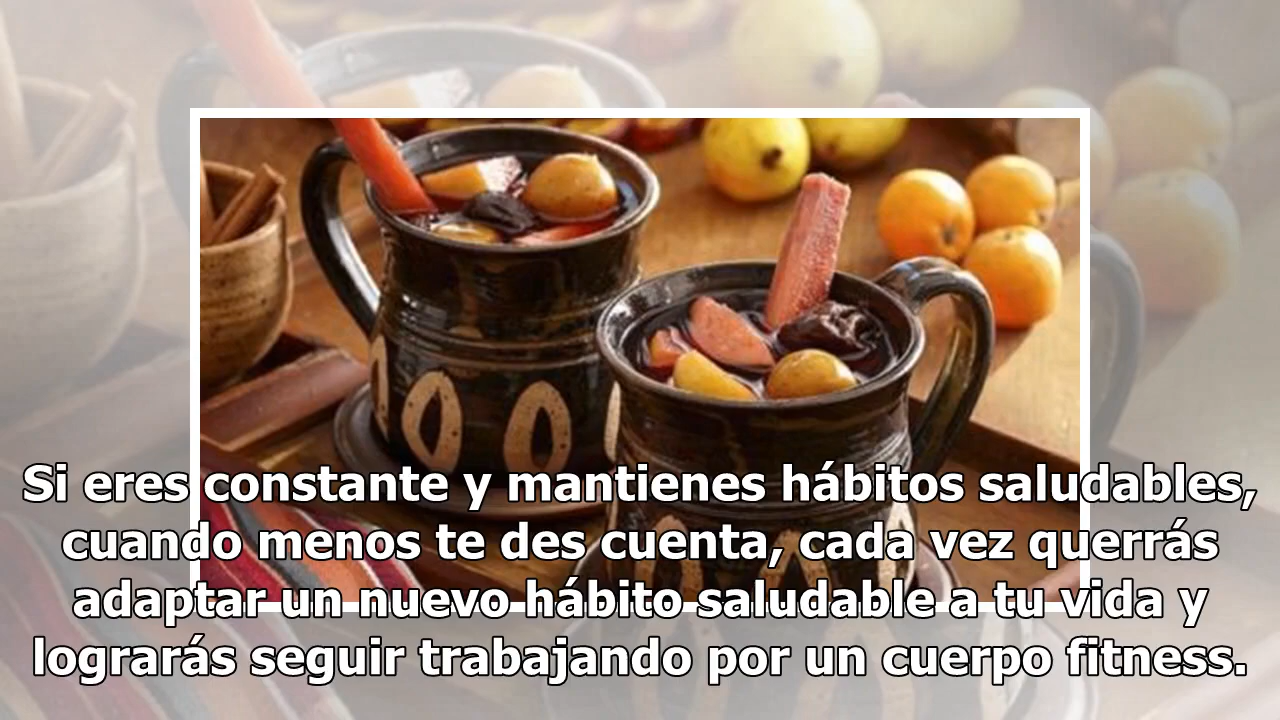 Si eres constante y mantienes hábitos saludables,
cuando menos te des cuenta, cada vez querrás
adaptar un nuevo hábito saludable a tu vida y
lograrás seguir trabajando por un cuerpo fitness.